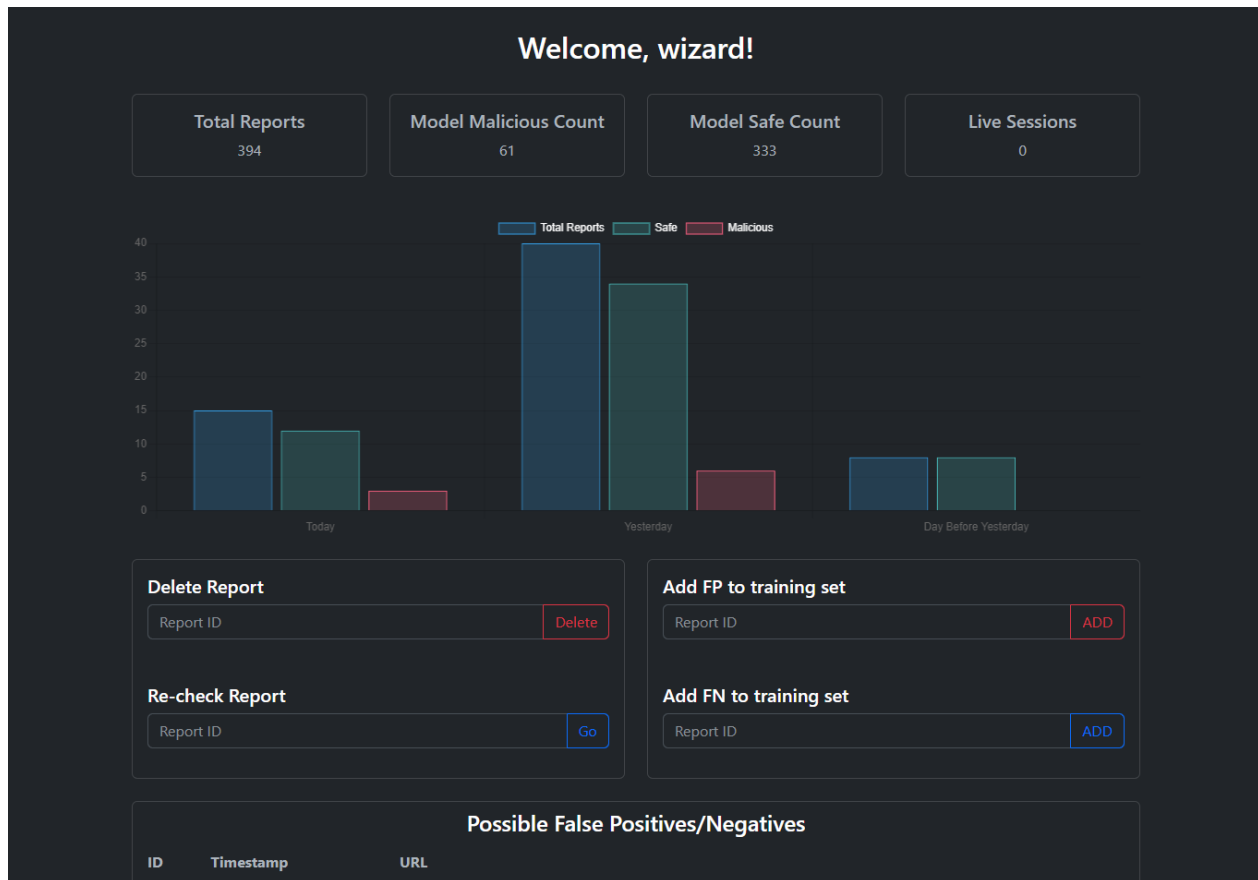 Welcome, wizard!
Total Reports
394
Model Malicious Count
61
Model Safe Count
333
Live Sessions
0
Total Reports Safe Malicious
40
35
30
25
20
15
10
5
0
Today Yesterday Day Before Yesterday
Delete Report
Report ID Delete
Re-check Report
Report ID Go
Add FP to training set
Report ID ADD
Add FN to training set
Report ID ADD
Possible False Positives/Negatives
ID Timestamp URL